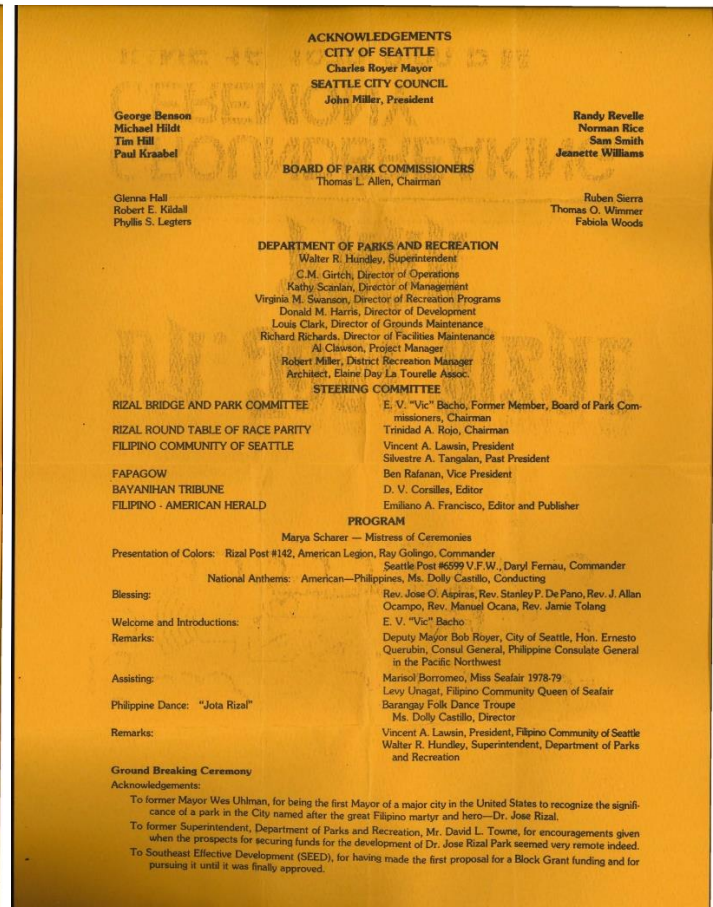 ACKNOWLEDGEMENTS
CITY OF SEATTLE
Charles Royer Mayor
SEATTLE CITY COUNCIL
John Miller, President
George Benson
Michael Hildt
Tim Hill
Paul Kraabel
Randy Revelle
Norman Rice
Sam Smith
Jeanette Williams
BOARD OF PARK COMMISSIONERS
Thomas L. Allen, Chairman
Glenna Hall
Robert E. Kildall
Phyllis S. Legters
Ruben Sierra
Thomas O. Wimmer
Fabiola Woods
DEPARTMENT OF PARKS AND RECREATION
Walter R. Hundley, Superintendent
C.M. Girtch, Director of Operations
Kathy Scanlan, Director of Management
Virginia M. Swanson, Director of Recreation Programs
Donald M. Harris, Director of Development
Louis Clark, Director of Grounds Maintenance
Richard Richards, Director of Facilities Maintenance
Al Clawson, Project Manager
Robert Miller, District Recreation Manager
Architect, Elaine Day La Tourelle Assoc.
STEERING COMMITTEE
RIZAL BRIDGE AND PARK COMMITTEE E. V. "Vic" Bacho, Former Member, Board of Park Com-
missioners, Chairman
RIZAL ROUND TABLE OF RACE PARITY Trinidad A. Rojo, Chairman
FILIPINO COMMUNITY OF SEATTLE Vincent A. Lawsin, President
Silvestre A. Tangalan, Past President
FAPAGOW Ben Rafanan, Vice President
BAYANIHAN TRIBUNE D. V. Corsilles, Editor
FILIPINO - AMERICAN HERALD Emiliano A. Francisco, Editor and Publisher
PROGRAM
Marya Scharer — Mistress of Ceremonies
Presentation of Colors: Rizal Post #142, American Legion, Ray Golingo, Commander
Seattle Post #6599 V.F.W., Daryl Fernau, Commander
National Anthems: American—Philippines, Ms. Dolly Castillo, Conducting
Blessing: Rev. Jose O. Aspiras, Rev. Stanley P. De Pano, Rev. J. Allan
Ocampo, Rev. Manuel Ocana, Rev. Jamie Tolang
Welcome and Introductions: E. V. "Vic" Bacho
Remarks: Deputy Mayor Bob Royer, City of Seattle, Hon. Ernesto
Querubin, Consul General, Philippine Consulate General
in the Pacific Northwest
Assisting: Marisol Borromeo, Miss Seafair 1978-79
Levy Unagat, Filipino Community Queen of Seafair
Philippine Dance: "Jota Rizal" Barangay Folk Dance Troupe
Ms. Dolly Castillo, Director
Remarks: Vincent A. Lawsin, President, Filipino Community of Seattle
Walter R. Hundley, Superintendent, Department of Parks
and Recreation
Ground Breaking Ceremony
Acknowledgements:
To former Mayor Wes Uhlman, for being the first Mayor of a major city in the United States to recognize the signifi-
cance of a park in the City named after the great Filipino martyr and hero—Dr. Jose Rizal.
To former Superintendent, Department of Parks and Recreation, Mr. David L. Towne, for encouragements given
when the prospects for securing funds for the development of Dr. Jose Rizal Park seemed very remote indeed.
To Southeast Effective Development (SEED), for having made the first proposal for a Block Grant funding and for
pursuing it until it was finally approved.